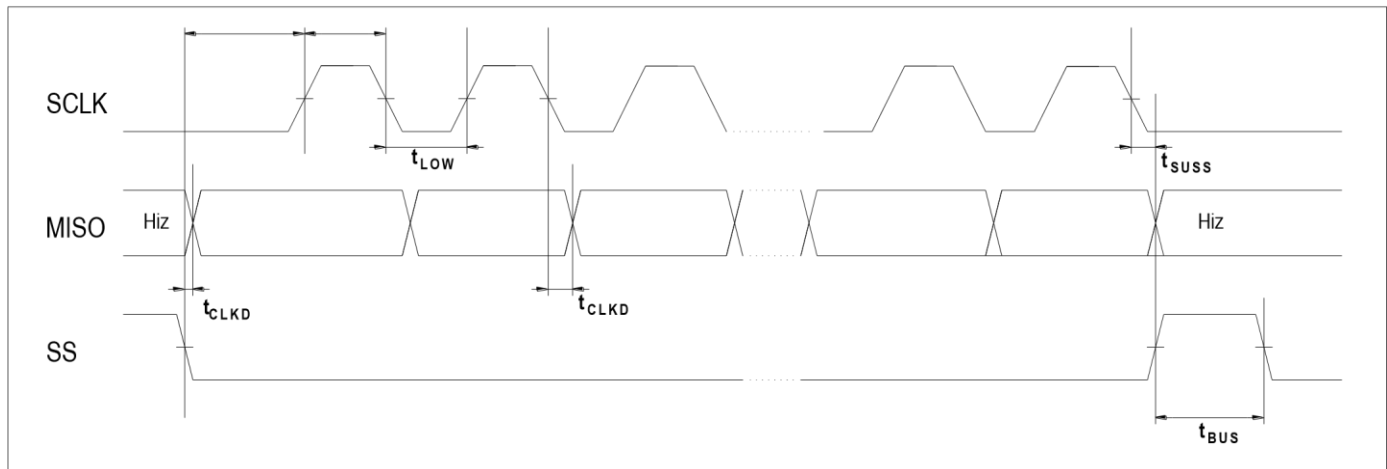 SCLK
tLOW
tSUSS
MISO
Hiz
Hiz
tCLKD
tCLKD
SS
tBUS